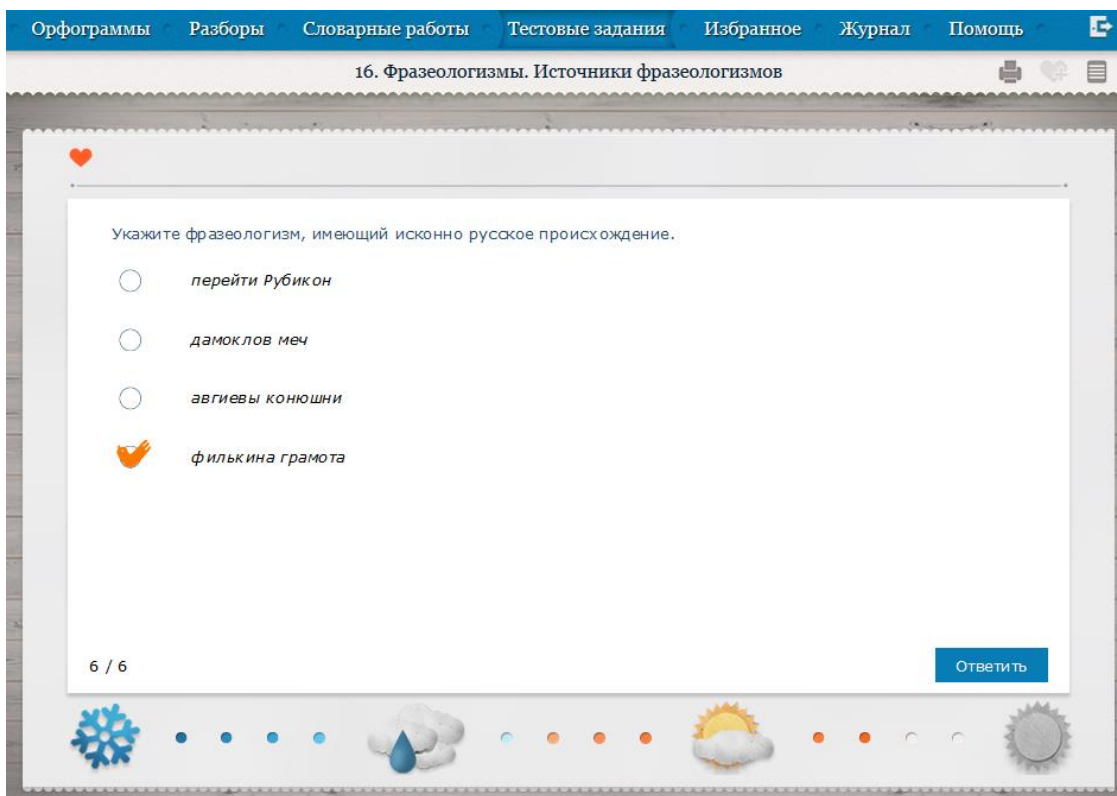 Орфограммы Разборы Словарные работы Тестовые задания Избранное Журнал Помощь
16. Фразеологизмы. Источники фразеологизмов
Укажите фразеологизм, имеющий исконно русское происхождение.
перейти Рубикон
дамоклов меч
авгиевы конюшни
филькина грамота
6 / 6
Ответить